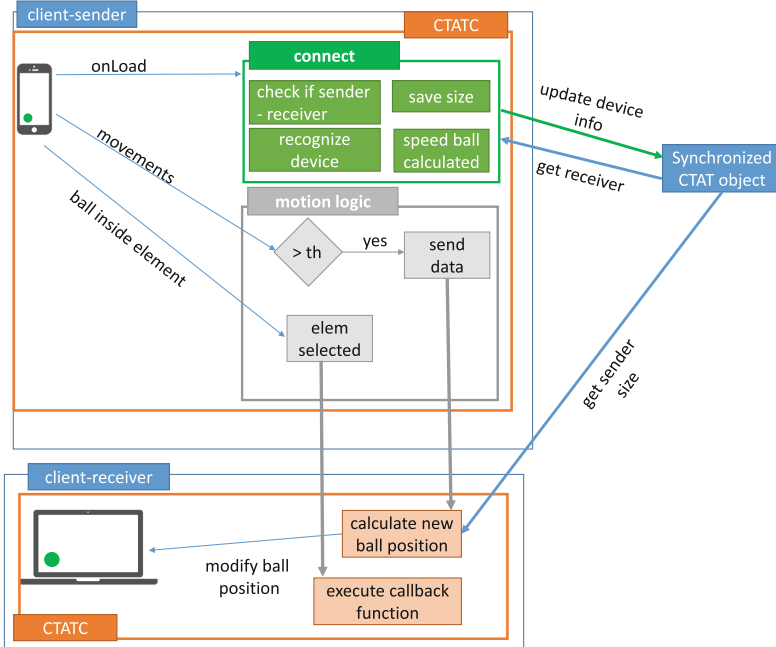 client-sender
CTATC
connect
onLoad
check if sender
- receiver
save size
recognize
device
speed ball
calculated
update device
info
get receiver
Synchronized
CTAT object
movements
ball inside element
motion logic
> th
yes
send
data
elem
selected
get sender
size
client-receiver
calculate new
ball position
modify ball
position
execute callback
function
CTATC